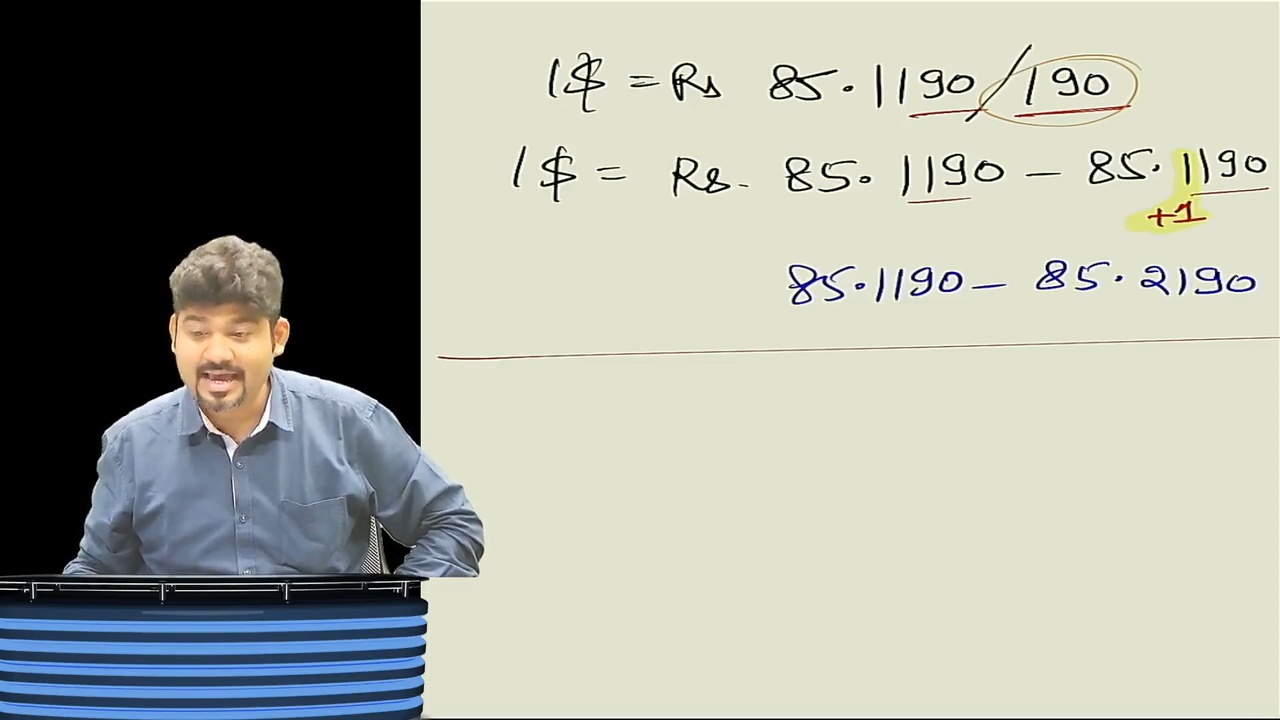 1$ = Rs 85.1190/190
1$ = Rs. 85.1190 - 85.1190
+1
85.1190 - 85.2190